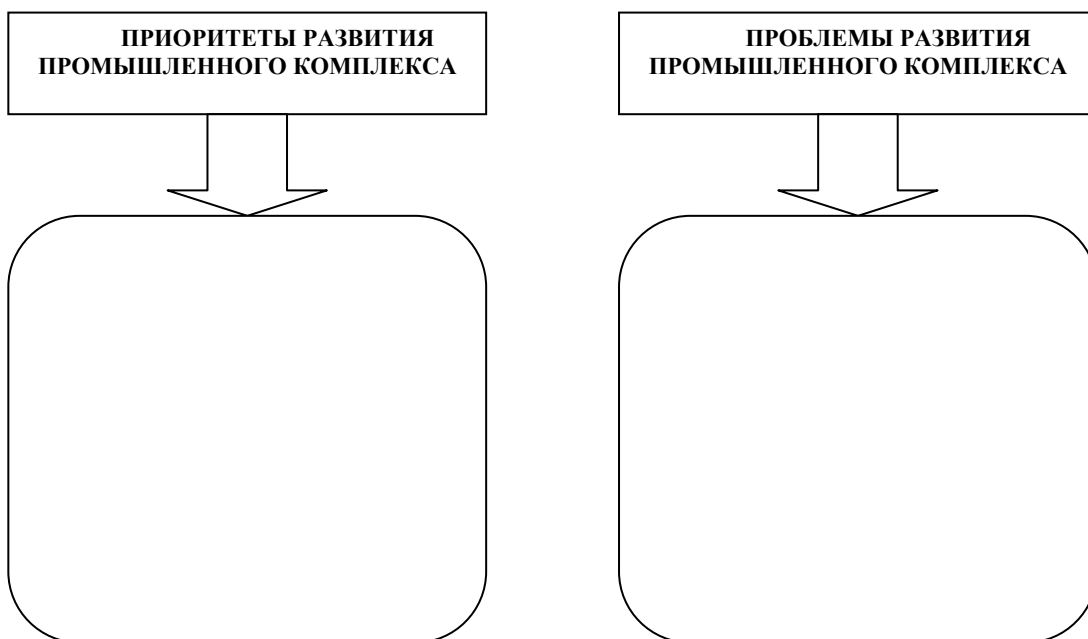 ПРИОРИТЕТЫ РАЗВИТИЯ
ПРОМЫШЛЕННОГО КОМПЛЕКСА
ПРОБЛЕМЫ РАЗВИТИЯ
ПРОМЫШЛЕННОГО КОМПЛЕКСА